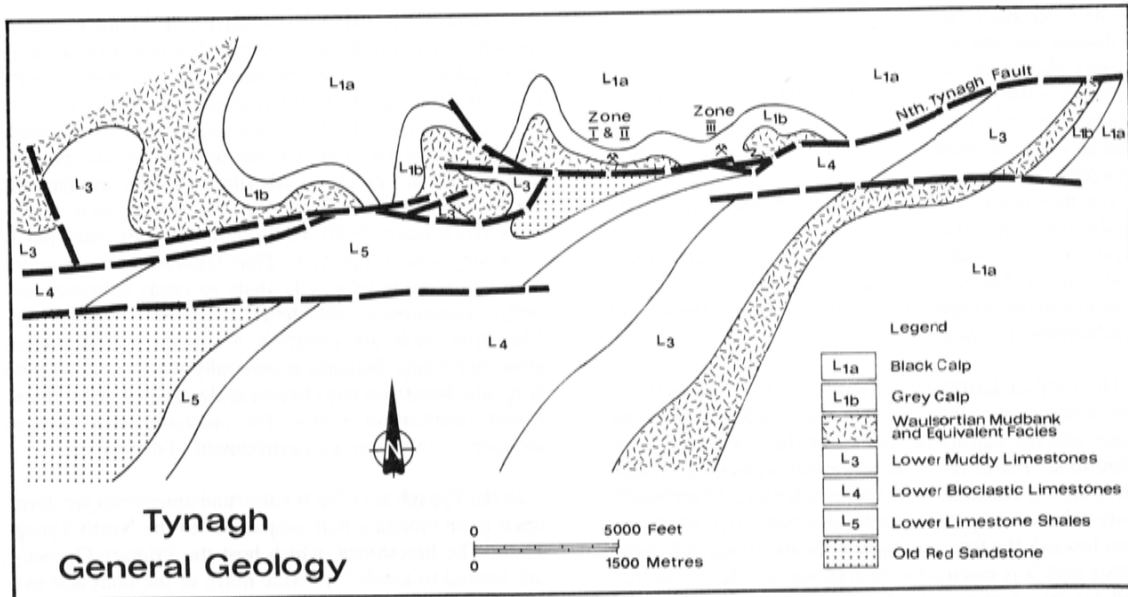 L1a
L1a
L1a
Nth. Tynagh Fault
Zone
I & II
Zone
III
L1b
L1b
L1b
L3
L3
L3
L4
L3
L1b
L1a
L3
L4
L5
L1a
L4
L3
L5
N
Tynagh
General Geology
0 5000 Feet
0 1500 Metres
Legend
L1a Black Calp
L1b Grey Calp
Waulsortian Mudbank
and Equivalent Facies
L3 Lower Muddy Limestones
L4 Lower Bioclastic Limestones
L5 Lower Limestone Shales
Old Red Sandstone